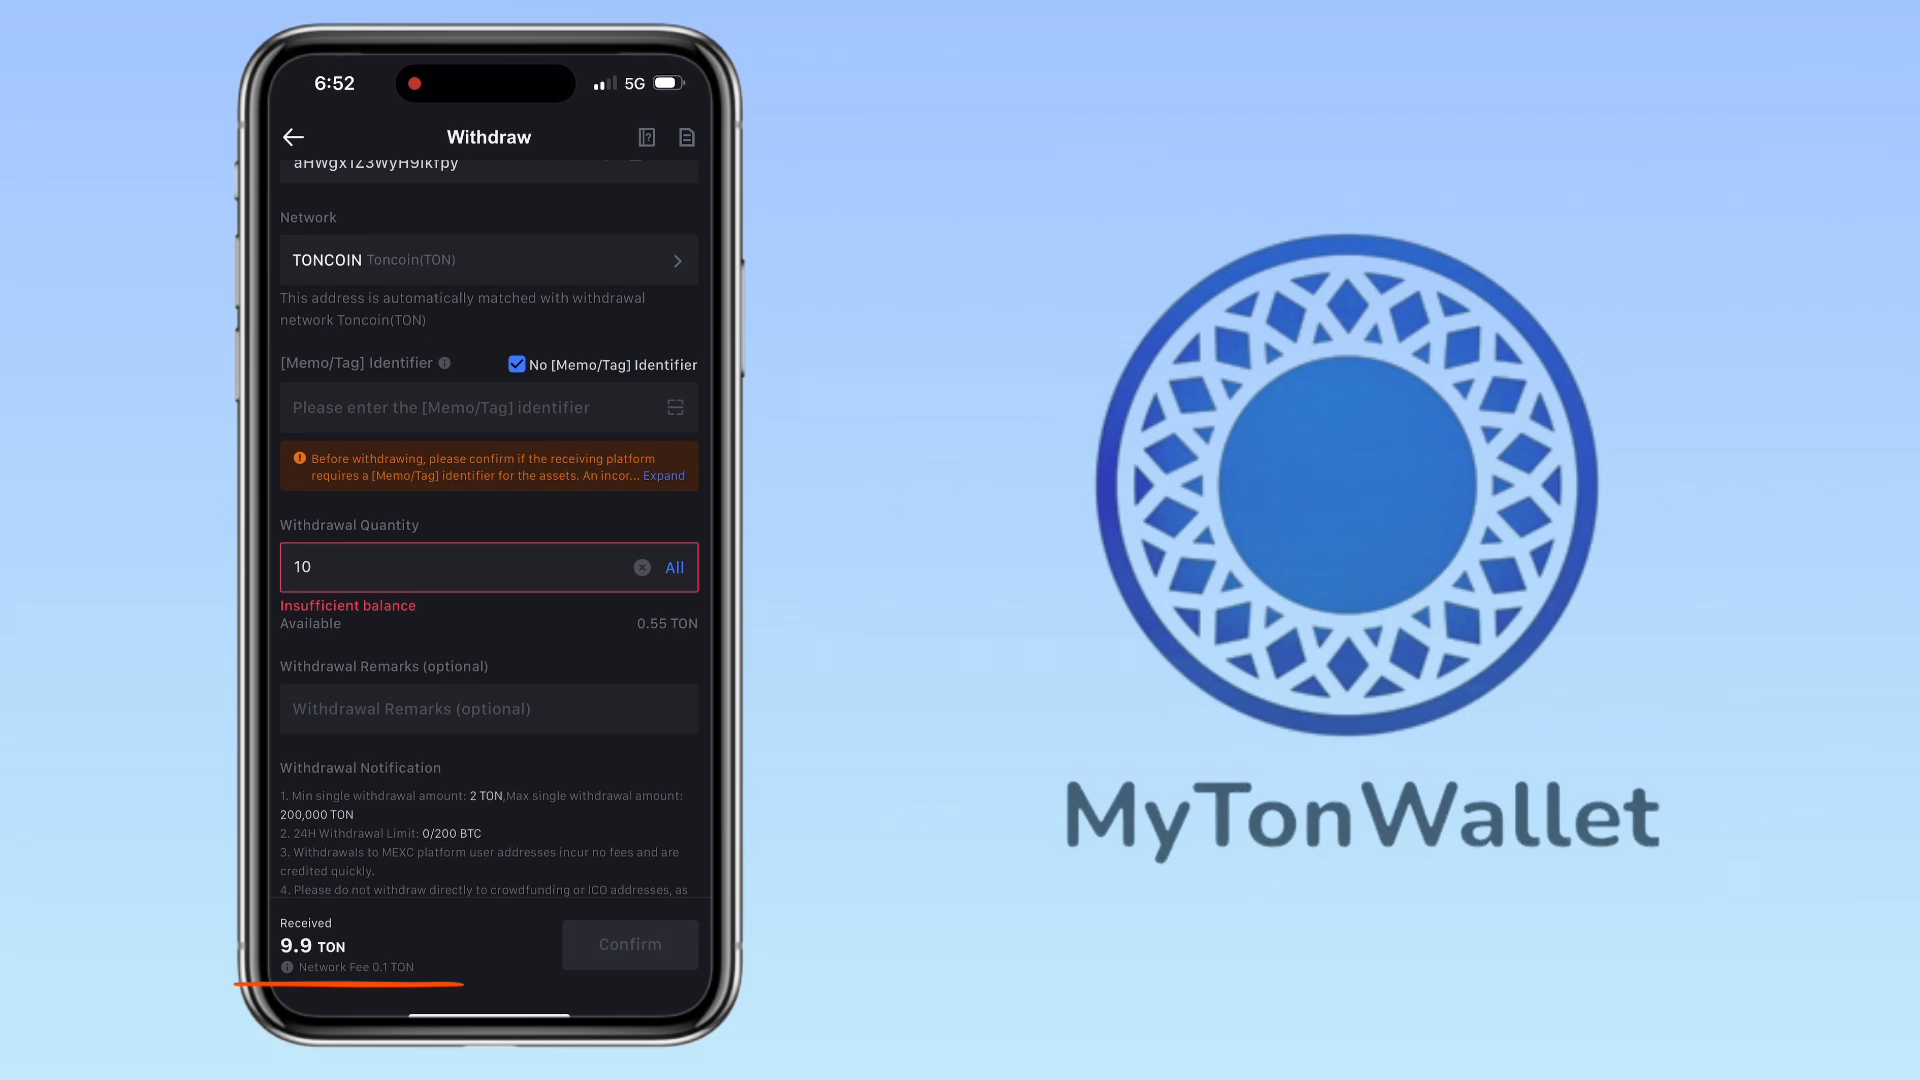 6:52
5G
Withdraw
aHWgx1Z3WyH9Ikfpy
Network
TONCOIN Toncoin(TON)
This address is automatically matched with withdrawal
network Toncoin(TON)
[Memo/Tag] Identifier
No [Memo/Tag] Identifier
Please enter the [Memo/Tag] identifier
Before withdrawing, please confirm if the receiving platform
requires a [Memo/Tag] identifier for the assets. An incor... Expand
Withdrawal Quantity
10
All
Insufficient balance
Available
0.55 TON
Withdrawal Remarks (optional)
Withdrawal Remarks (optional)
Withdrawal Notification
1. Min single withdrawal amount: 2 TON,Max single withdrawal amount:
200,000 TON
2. 24H Withdrawal Limit: 0/200 BTC
3. Withdrawals to MEXC platform user addresses incur no fees and are
credited quickly.
4. Please do not withdraw directly to crowdfunding or ICO addresses, as
Received
9.9 TON
Network Fee 0.1 TON
Confirm
MyTonWallet